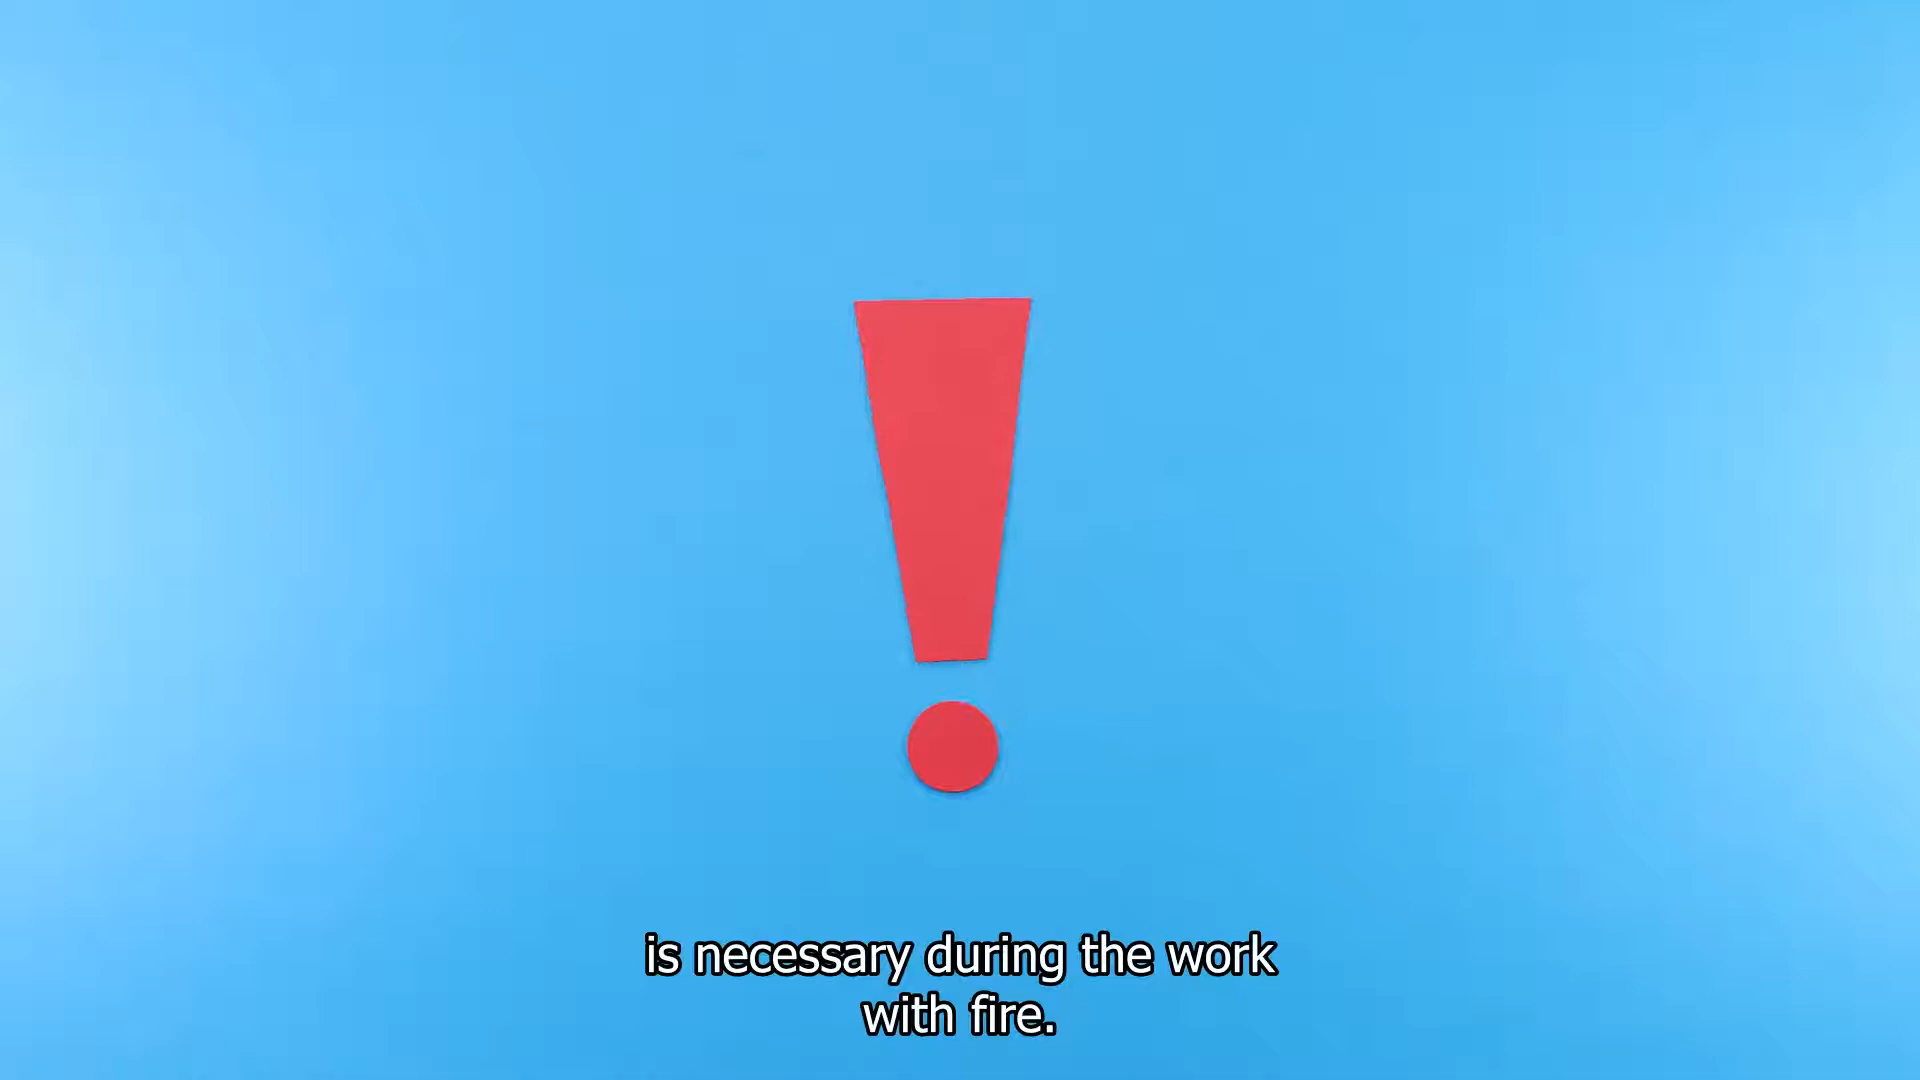 !
is necessary during the work
with fire.